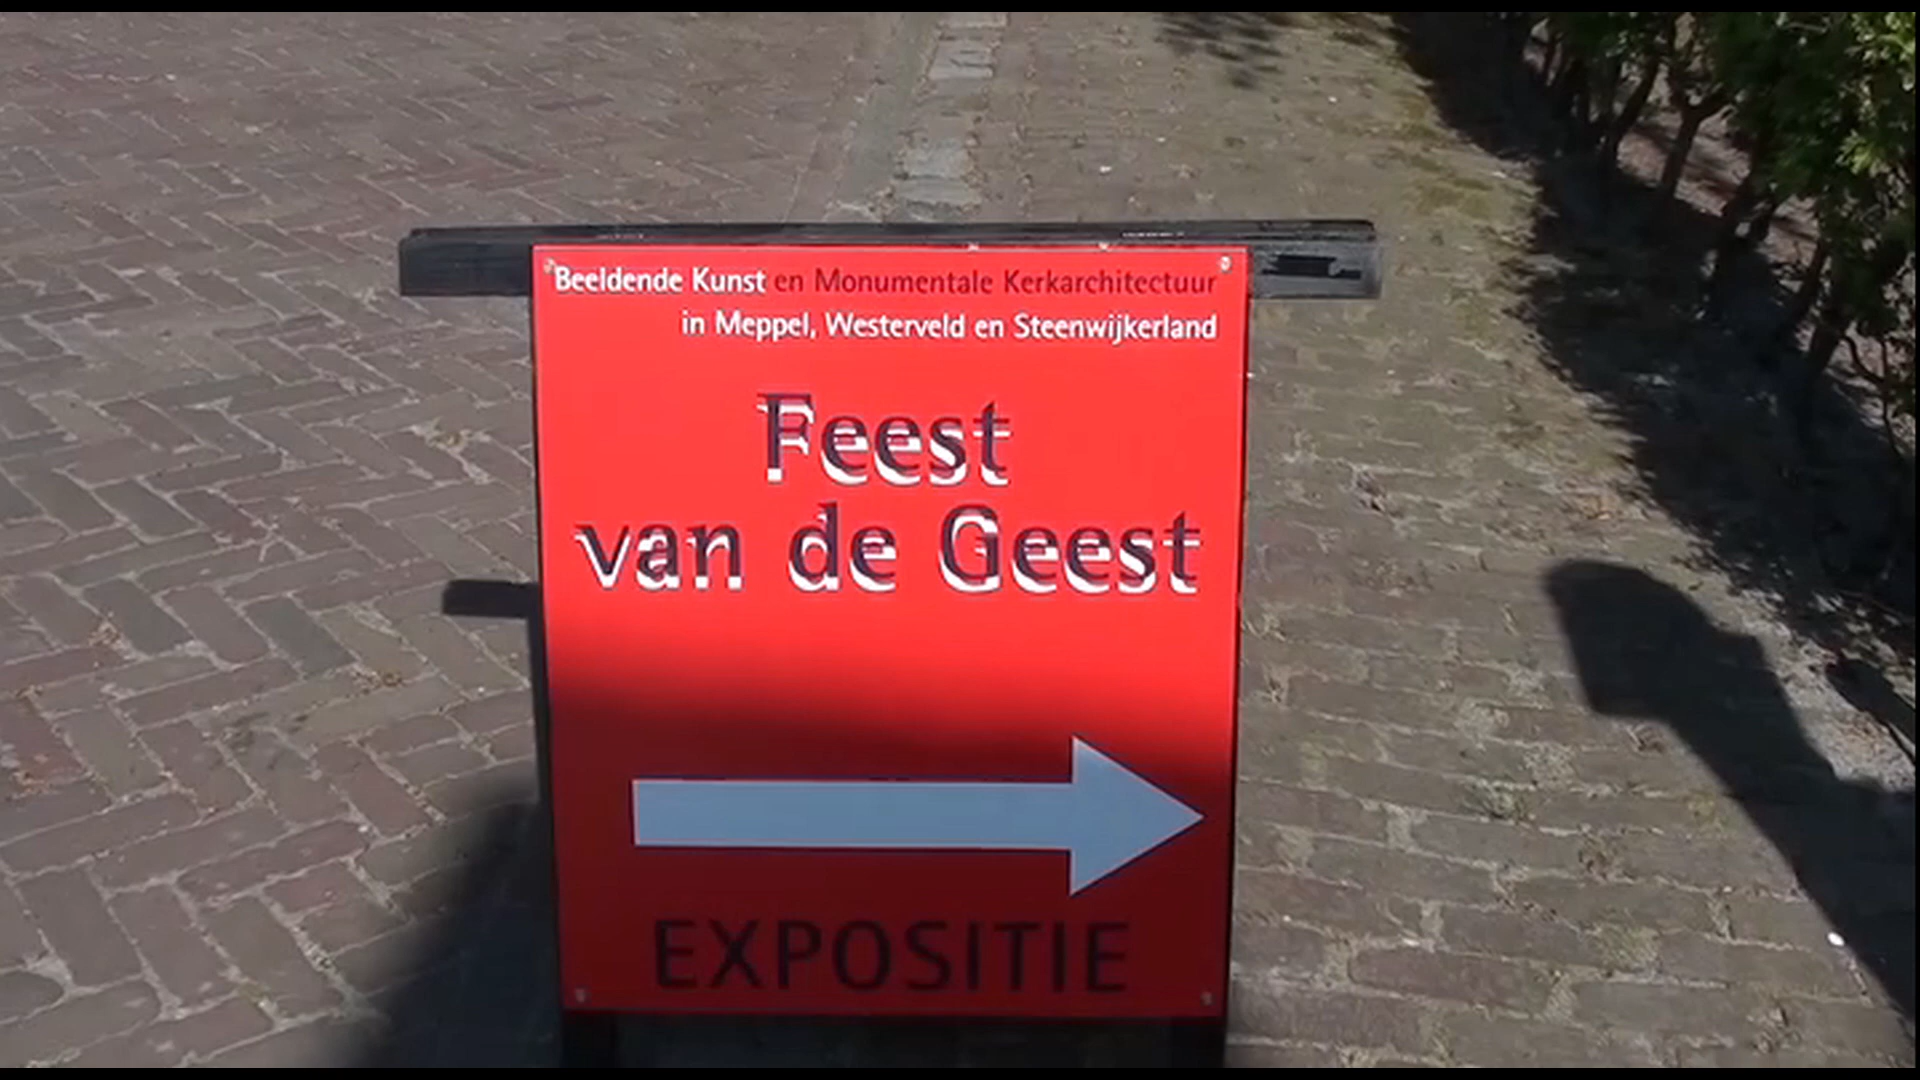 Beeldende Kunst en Monumentale Kerkarchitectuur
in Meppel, Westerveld en Steenwijkerland
Feest
van de Geest
EXPOSITIE